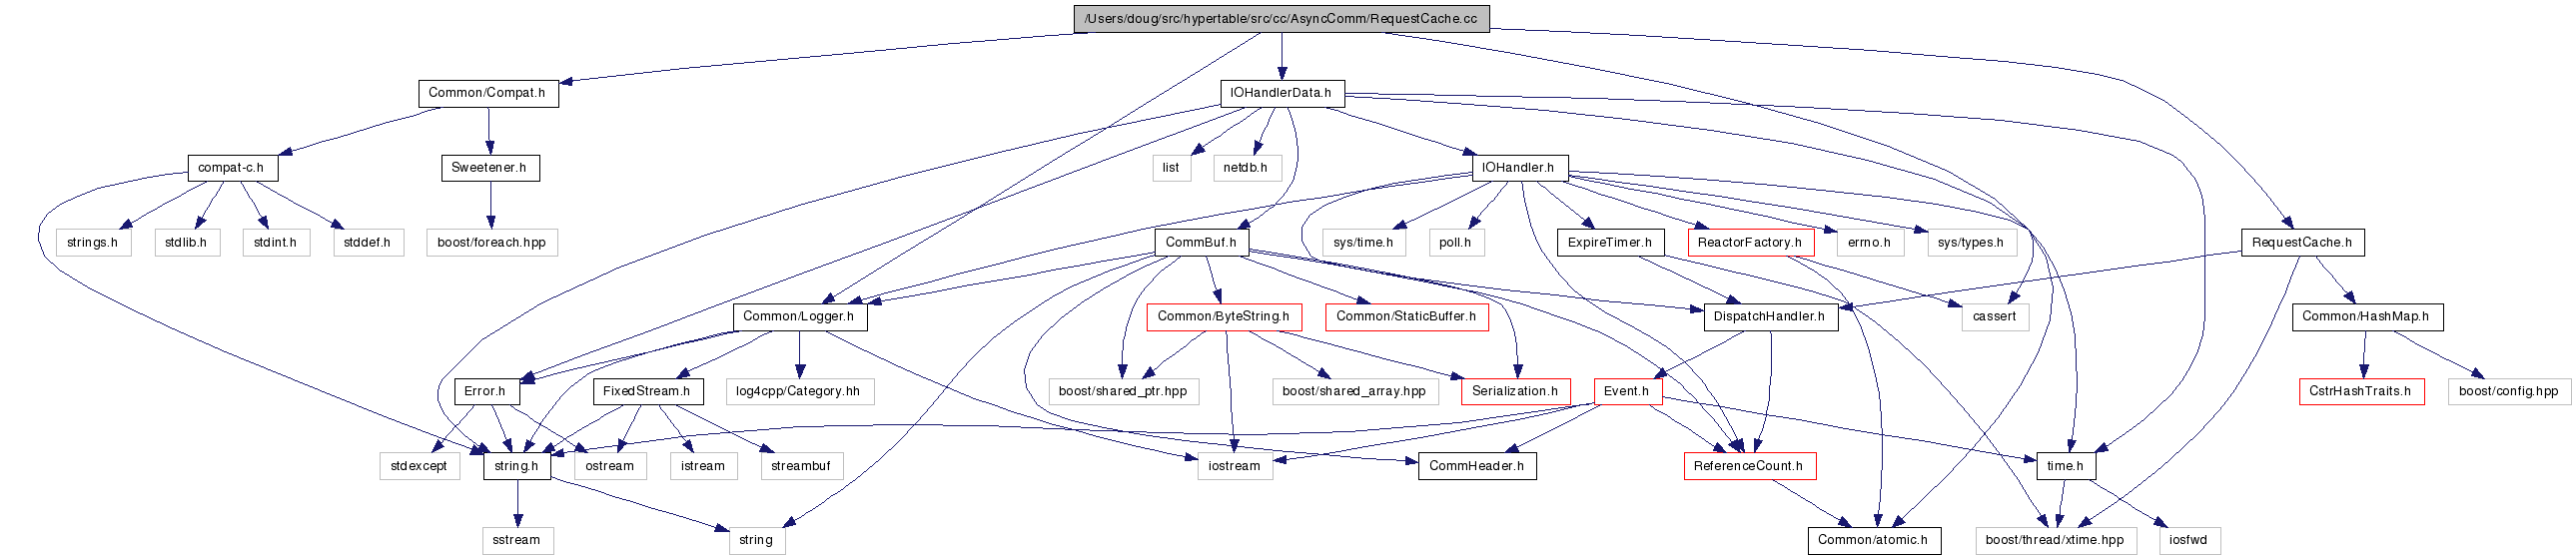 /Users/doug/src/hypertable/src/cc/AsyncComm/RequestCache.cc
Common/Compat.h
IOHandlerData.h
compat-c.h
Sweetener.h
list
netdb.h
IOHandler.h
strings.h
stdlib.h
stdint.h
stddef.h
boost/foreach.hpp
CommBuf.h
sys/time.h
poll.h
ExpireTimer.h
ReactorFactory.h
errno.h
sys/types.h
RequestCache.h
Common/Logger.h
Common/ByteString.h
Common/StaticBuffer.h
DispatchHandler.h
cassert
Common/HashMap.h
Error.h
FixedStream.h
log4cpp/Category.hh
boost/shared_ptr.hpp
boost/shared_array.hpp
Serialization.h
Event.h
CstrHashTraits.h
boost/config.hpp
stdexcept
string.h
ostream
istream
streambuf
iostream
CommHeader.h
ReferenceCount.h
time.h
sstream
string
Common/atomic.h
boost/thread/xtime.hpp
iosfwd